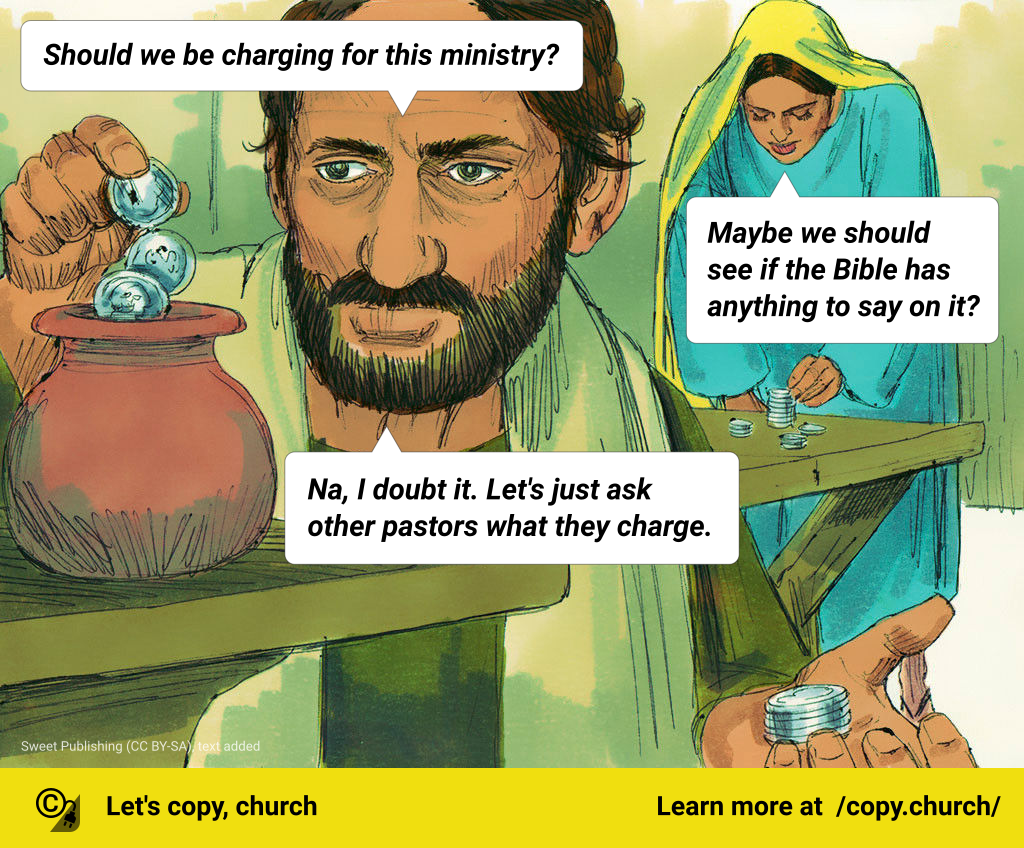 Should we be charging for this ministry?
Maybe we should
see if the Bible has
anything to say on it?
Na, I doubt it. Let's just ask
other pastors what they charge.
Sweet Publishing (CC BY-SA), text added
© Let's copy, church
Learn more at /copy.church/